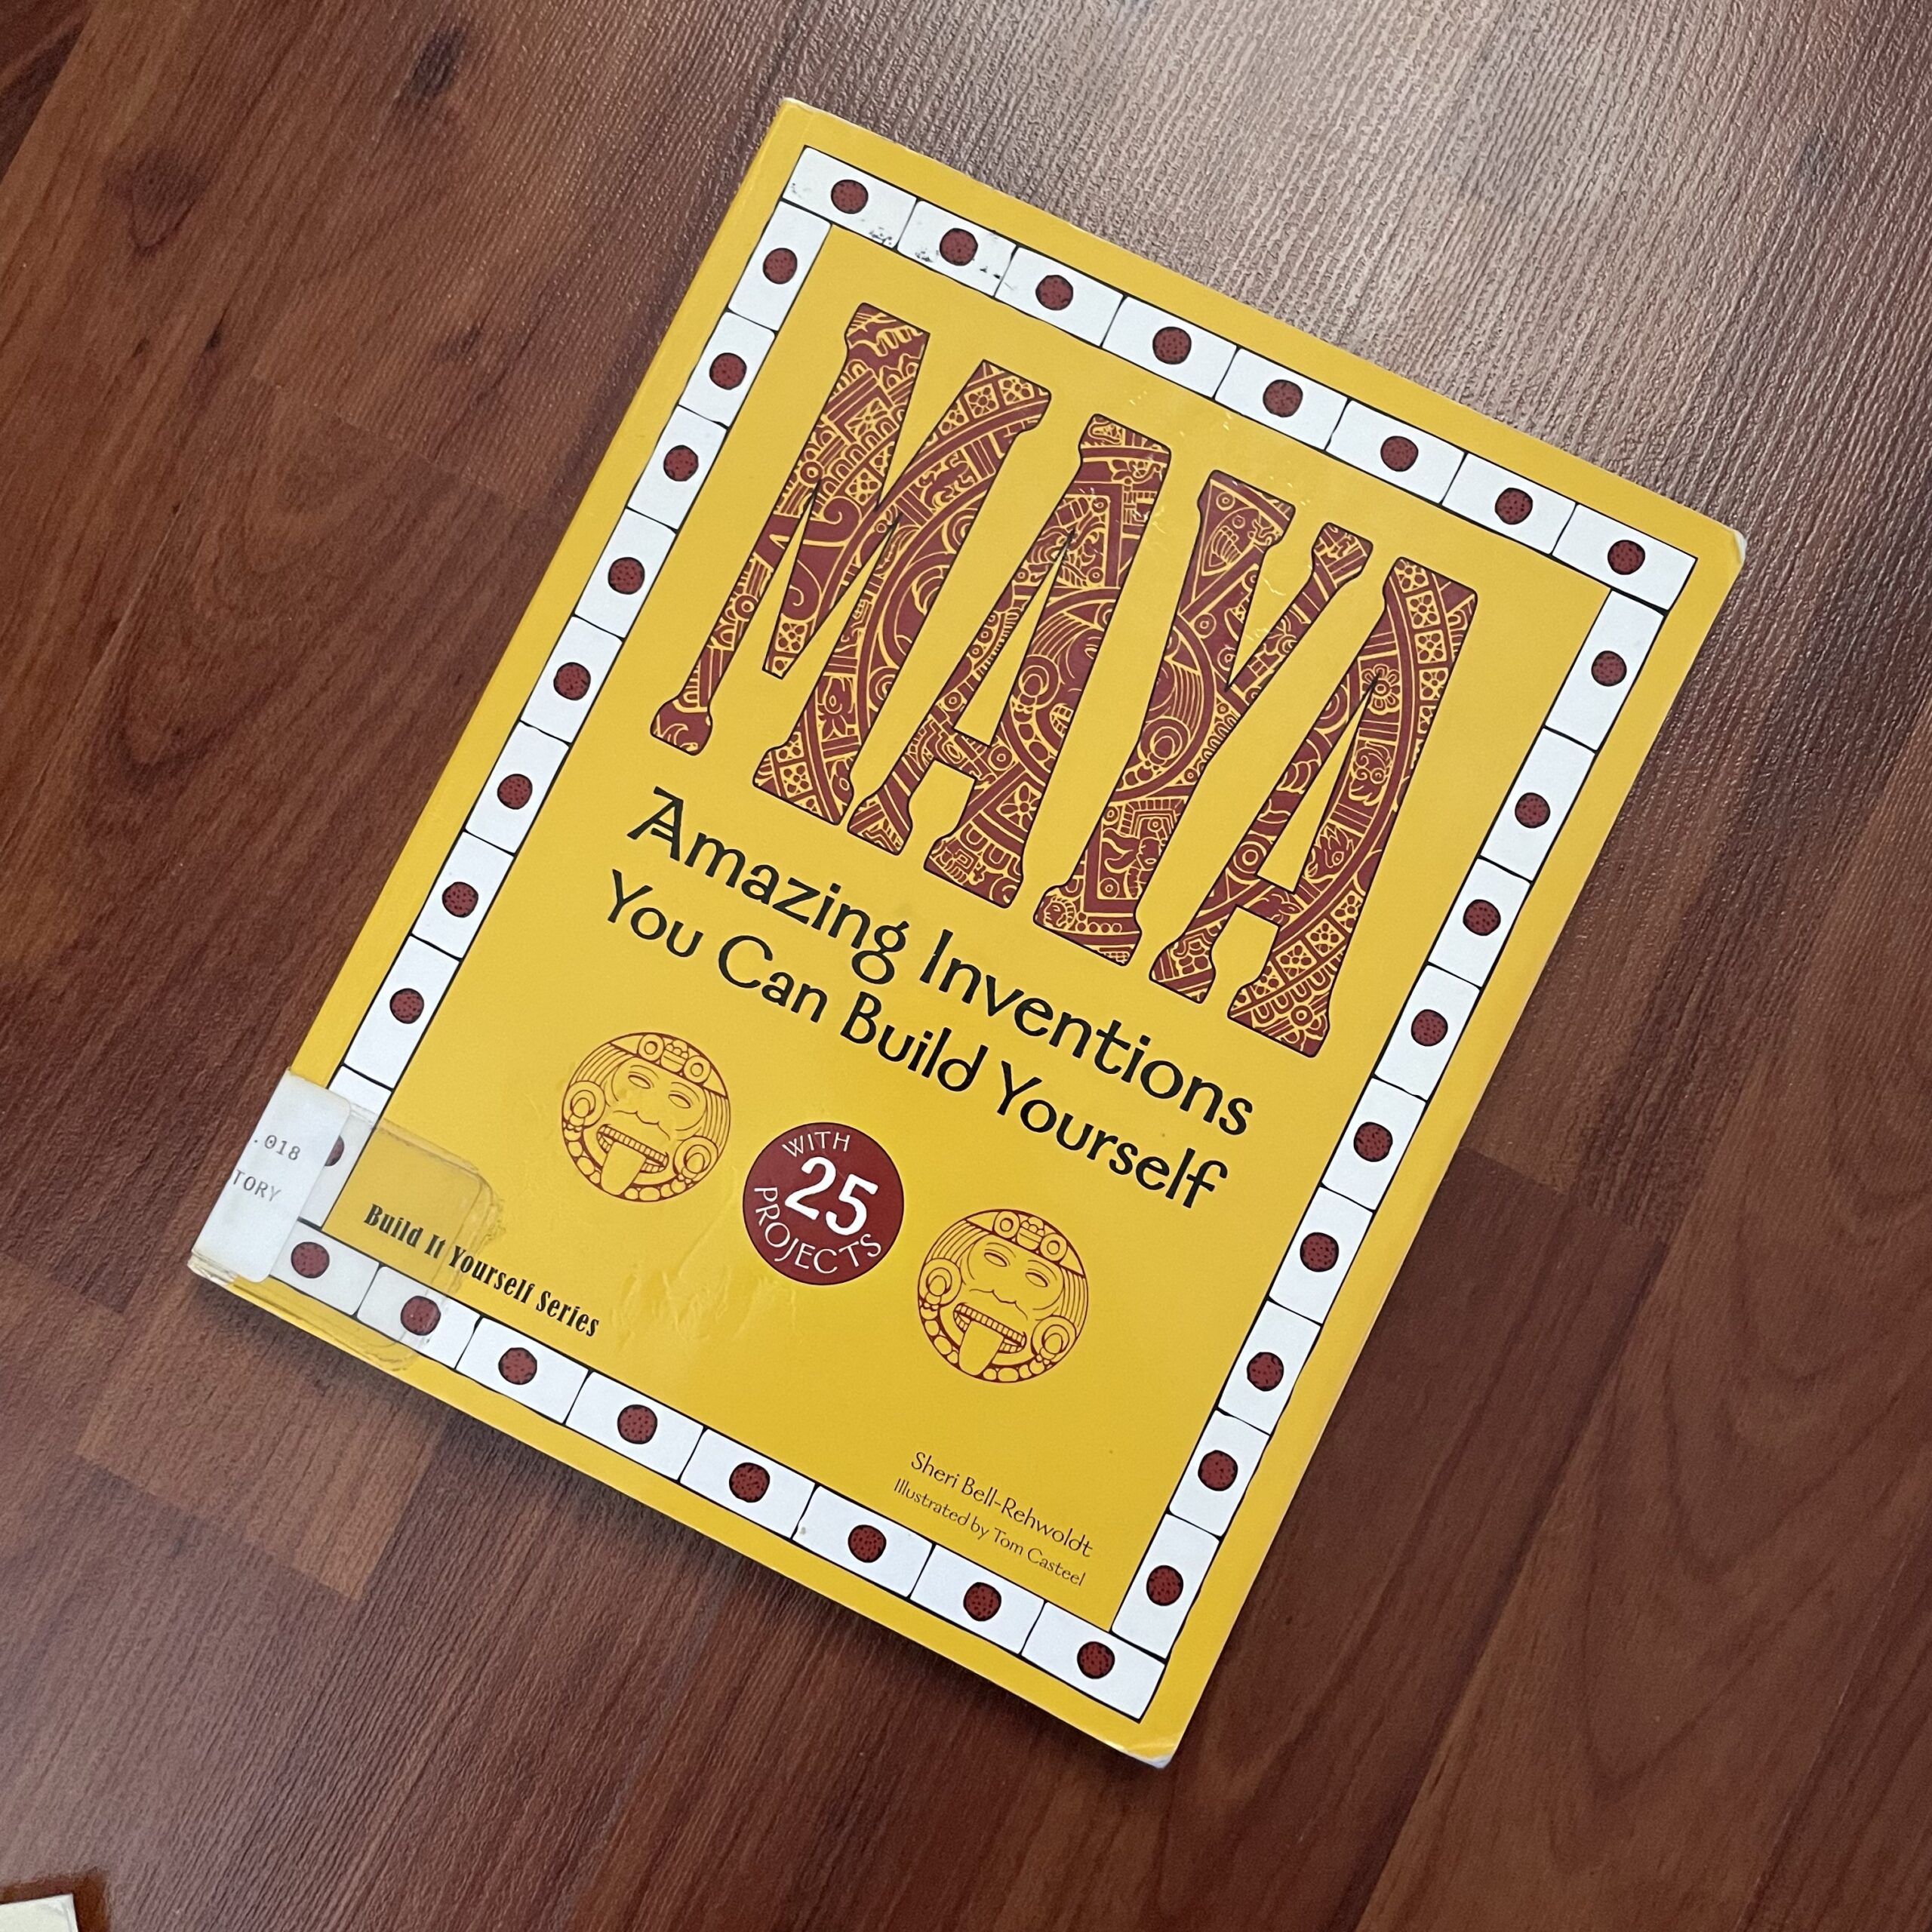 MAYA
Amazing Inventions
You Can Build Yourself
WITH
25
PROJECTS
.018
TORY
Build It Yourself Series
Sheri Bell-Rehwoldt
Illustrated by Tom Casteel